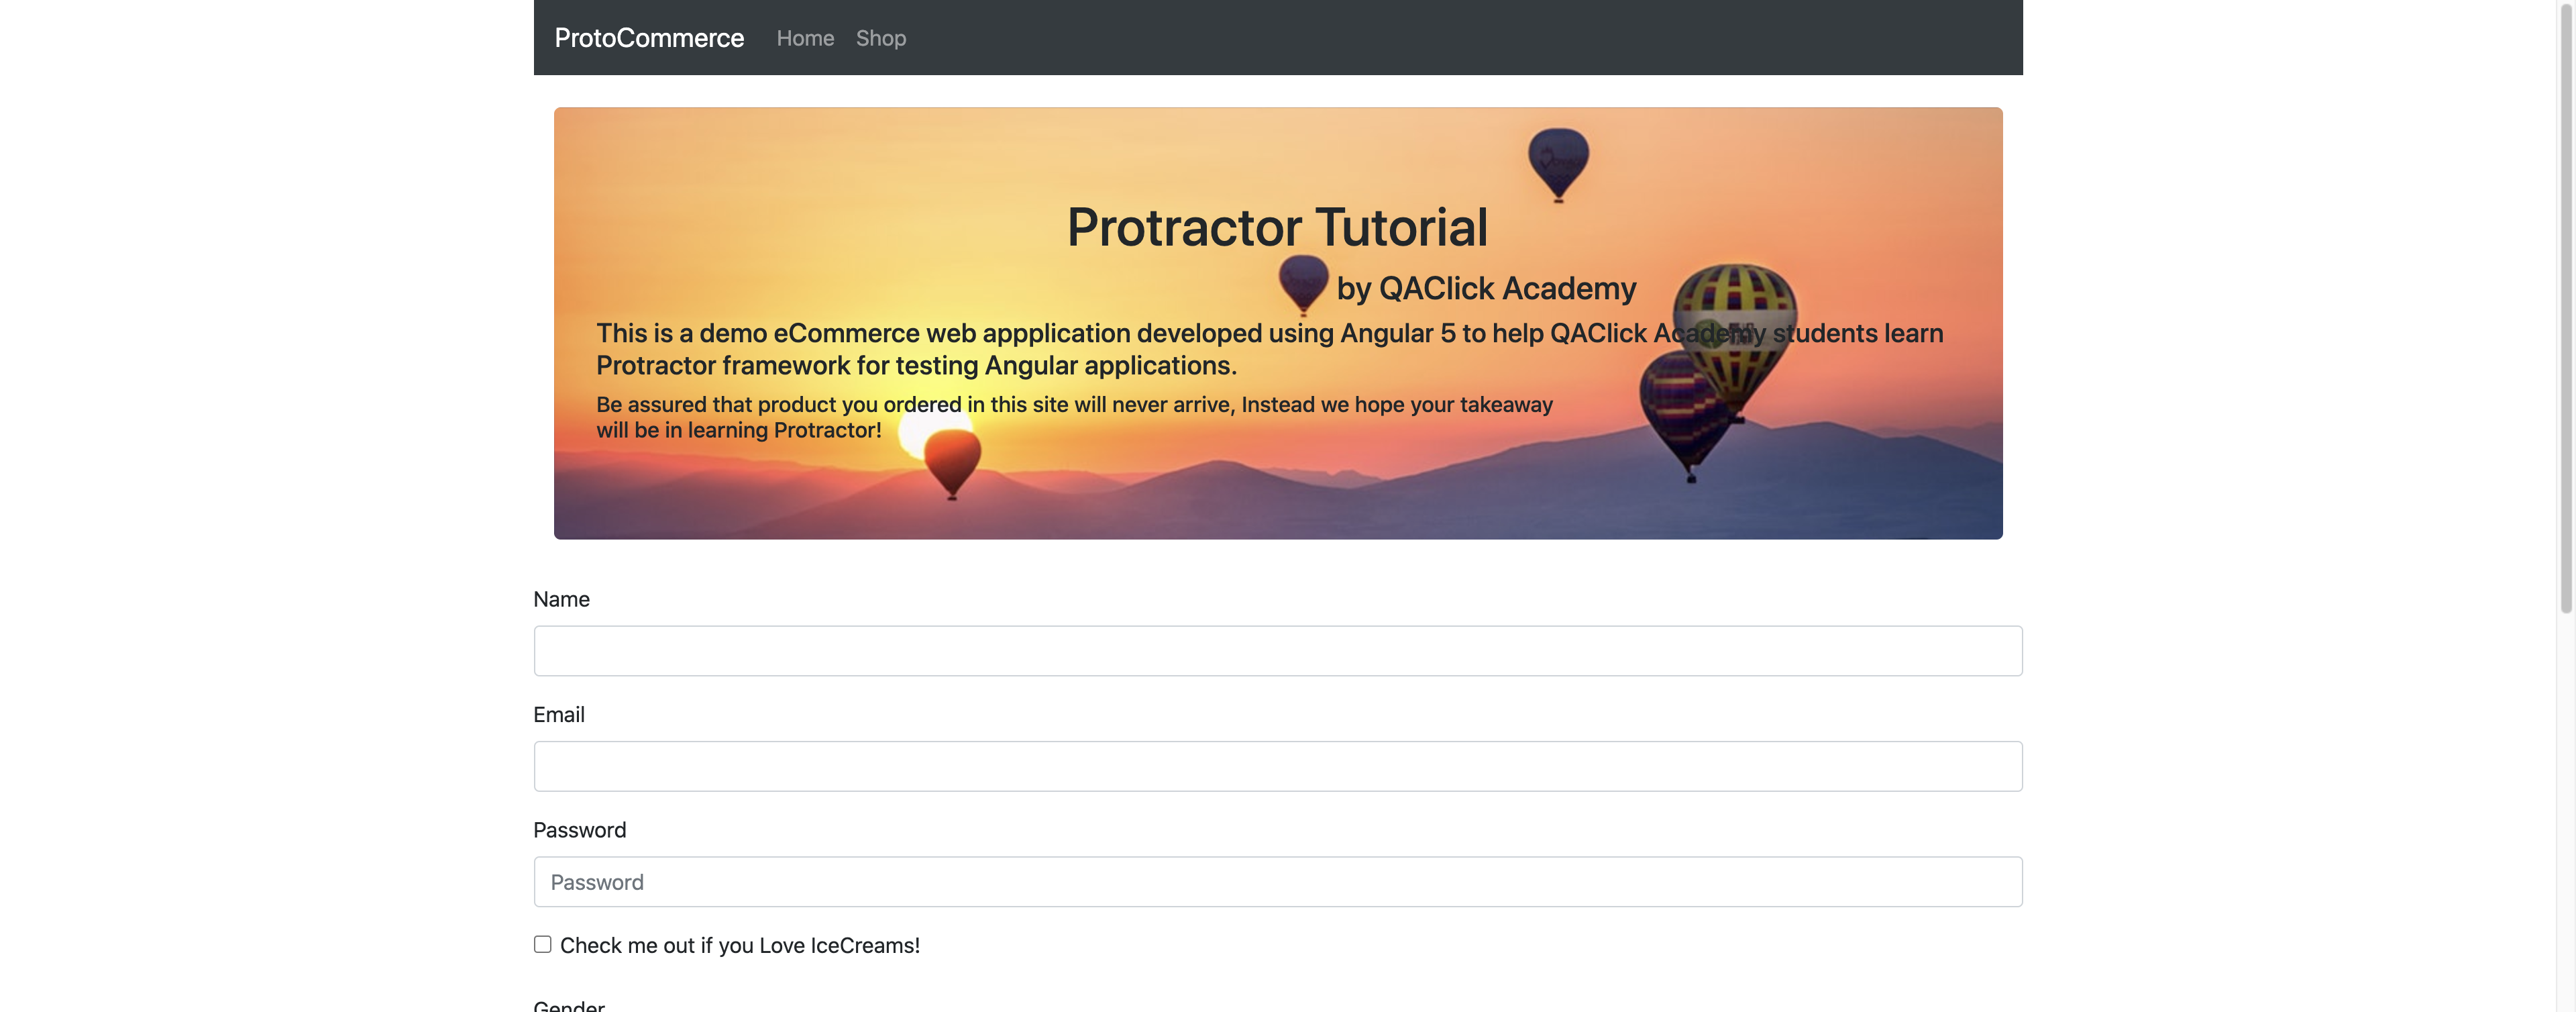 ProtoCommerce Home Shop
Protractor Tutorial
by QAClick Academy
This is a demo eCommerce web appplication developed using Angular 5 to help QAClick Academy students learn
Protractor framework for testing Angular applications.
Be assured that product you ordered in this site will never arrive, Instead we hope your takeaway
will be in learning Protractor!
Name
Email
Password
Password
Check me out if you Love IceCreams!
Gender